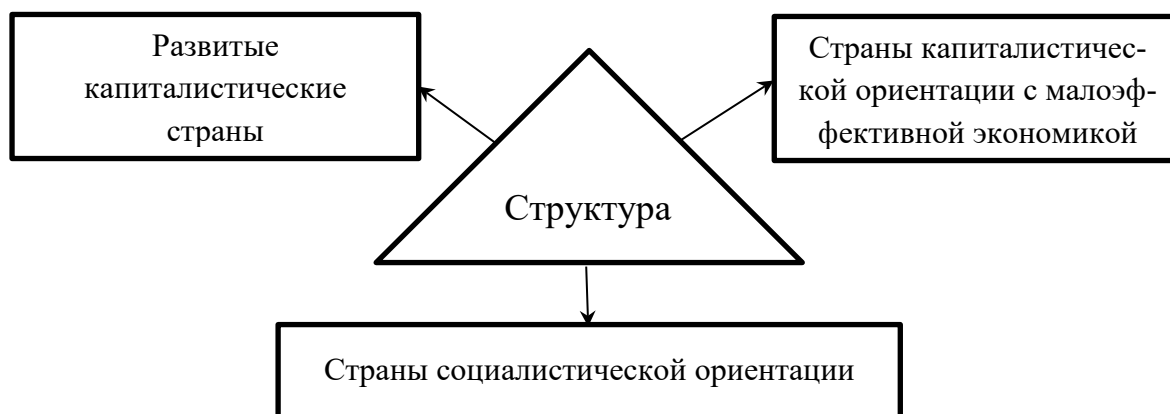 Развитые
капиталистические
страны
Страны капиталистичес-
кой ориентации с малоэф-
фективной экономикой
Структура
Страны социалистической ориентации